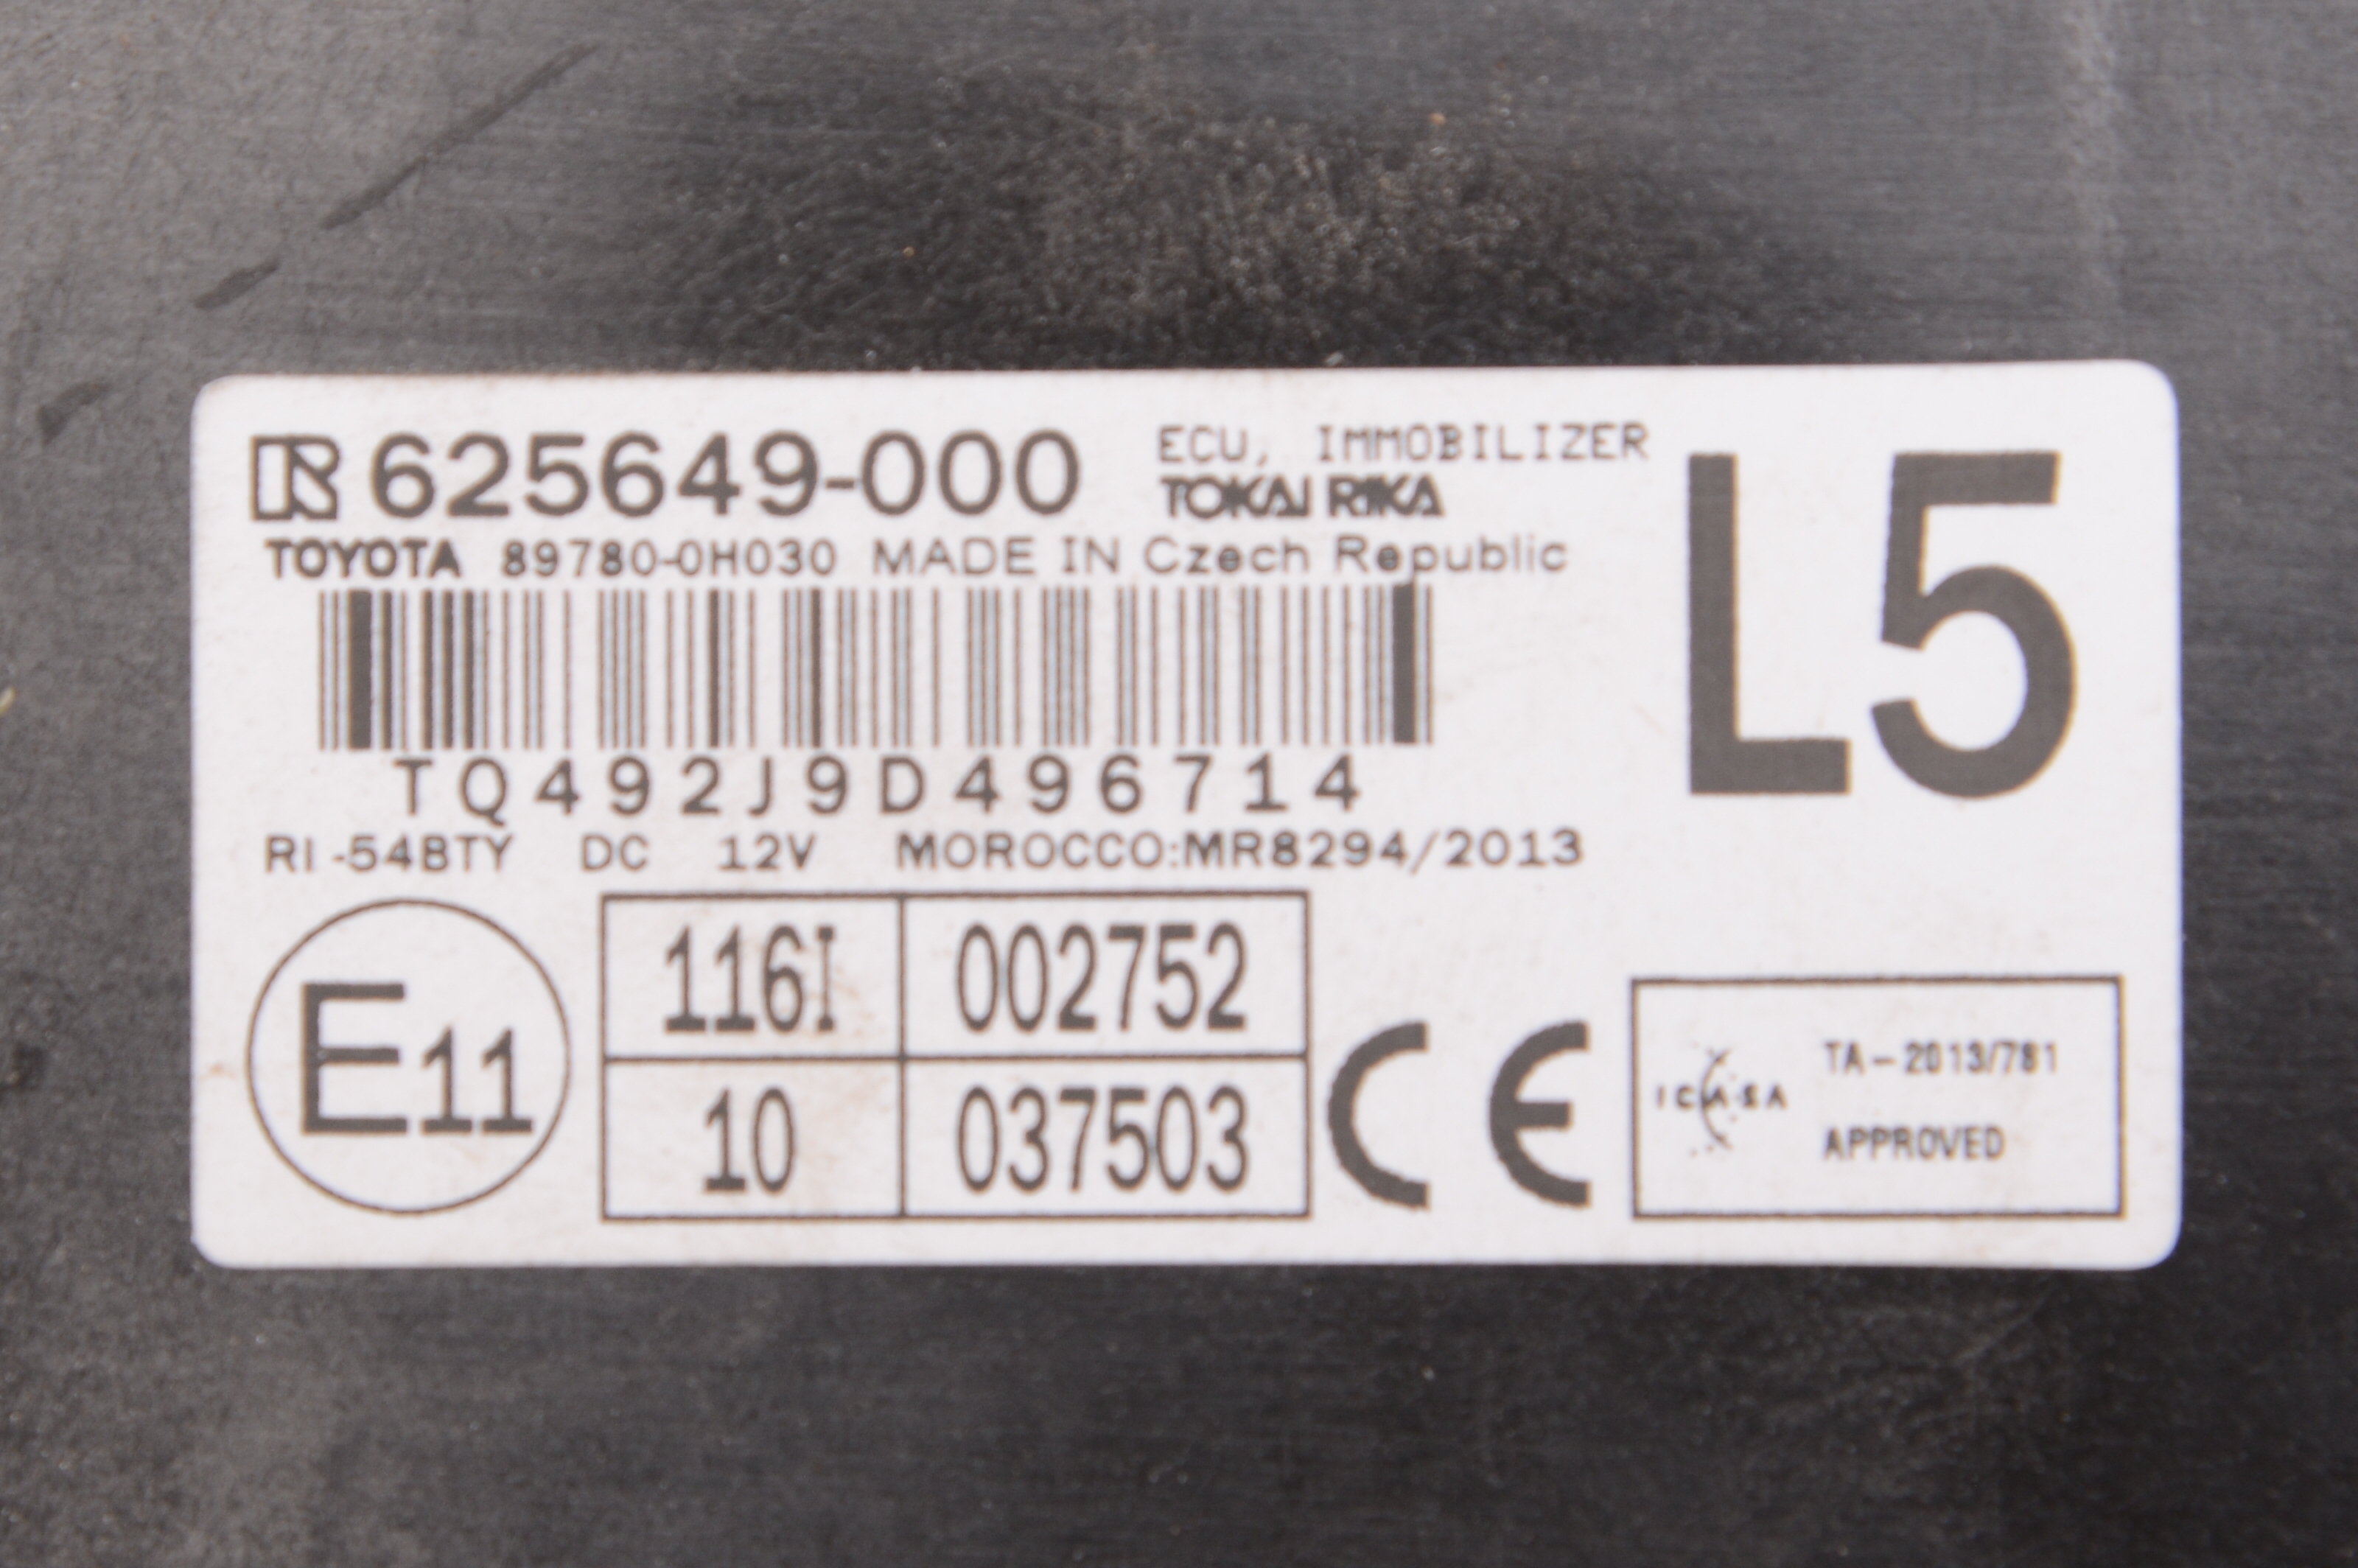 R 625649-000 ECU, IMMOBILIZER
TOKAI RIKA
L5
TOYOTA 89780-0H030 MADE IN Czech Republic
TQ492J9D496714
RI-54BTY DC 12V MOROCCO:MR8294/2013
E11
116I 002752
10 037503
CE
ICASA
TA-2013/781
APPROVED